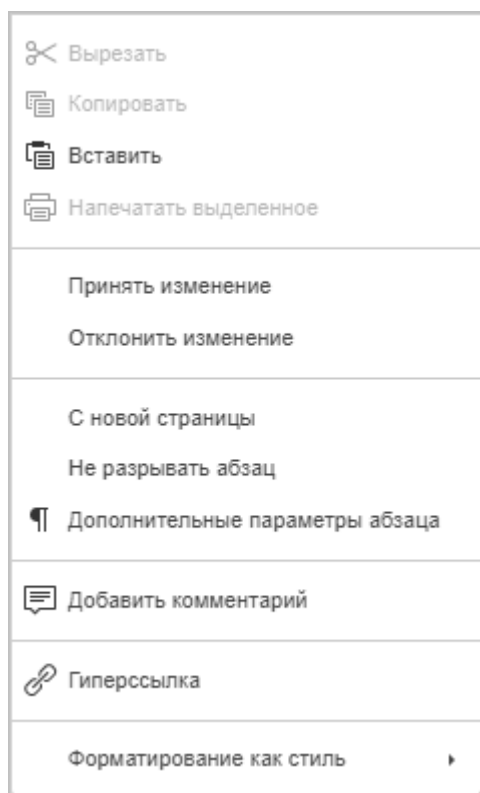 Вырезать
Копировать
Вставить
Напечатать выделенное
Принять изменение
Отклонить изменение
С новой страницы
Не разрывать абзац
Дополнительные параметры абзаца
Добавить комментарий
Гиперссылка
Форматирование как стиль